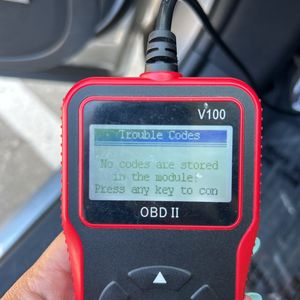 V100
Trouble Codes
No codes are stored
in the module
Press any key to con
OBD II